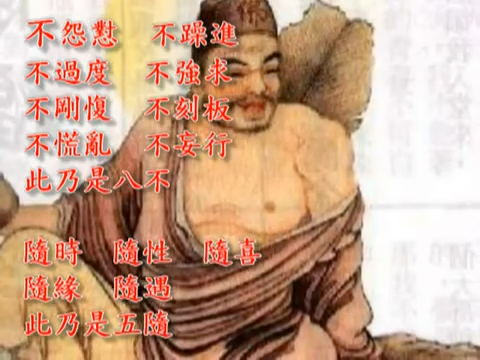 不怨懟 不躁進
不過度 不強求
不剛愎 不刻板
不慌亂 不妄行
此乃是八不
隨時 隨性 隨喜
隨緣 隨遇
此乃是五隨